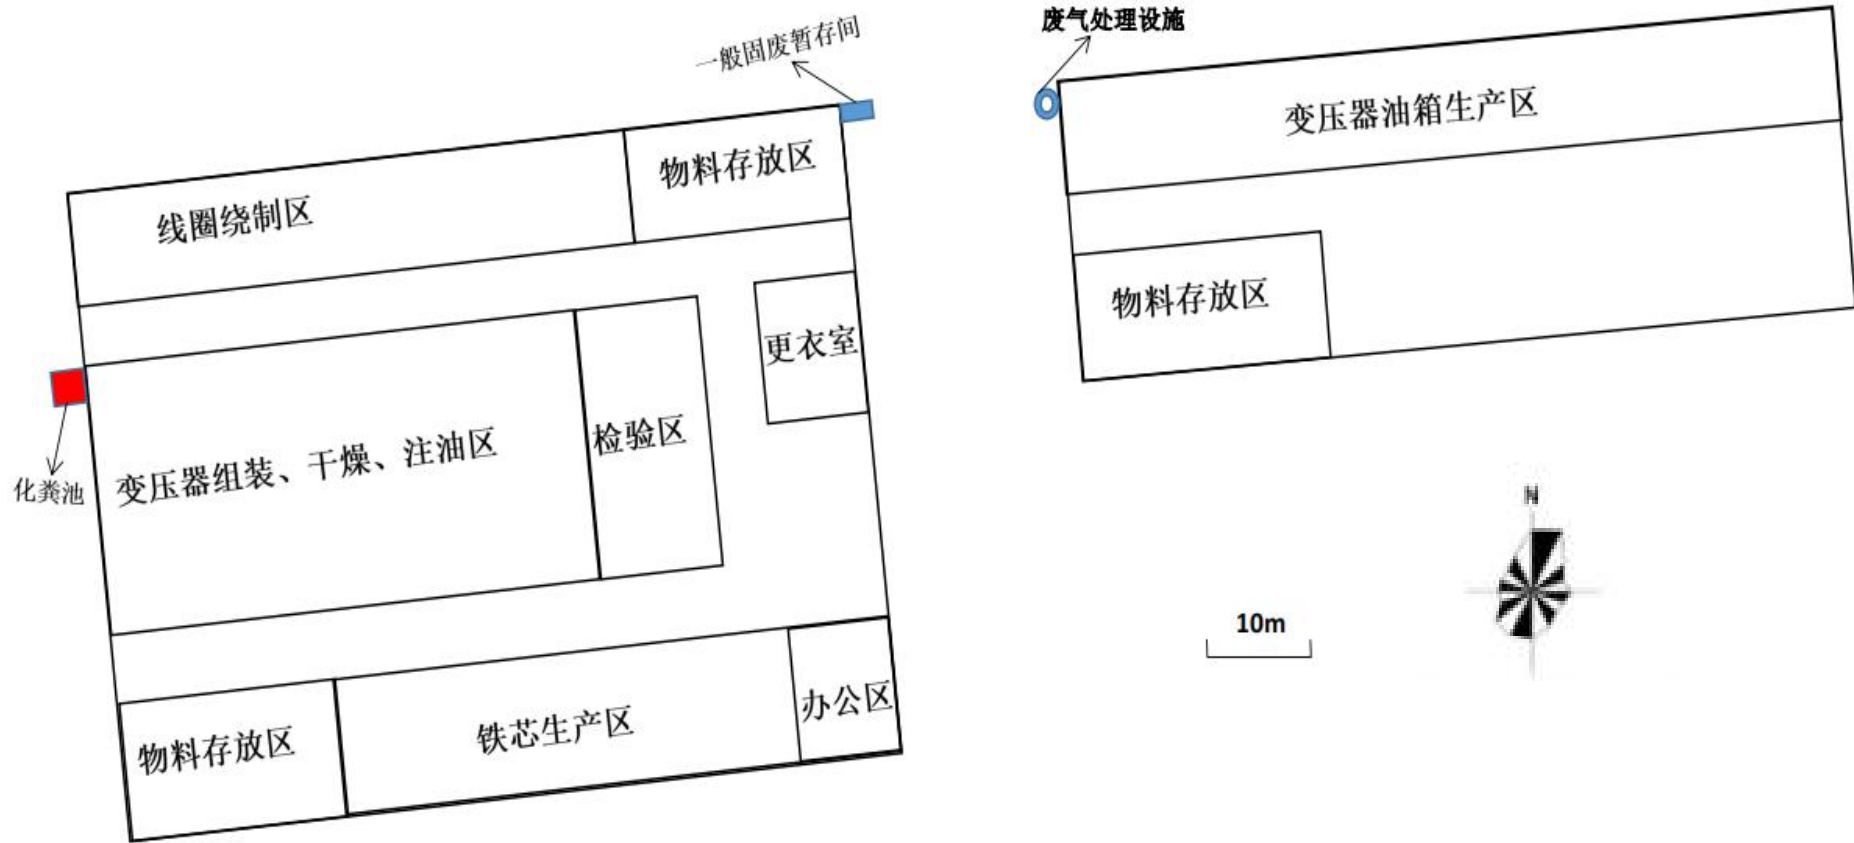 一般固废暂存间
废气处理设施
线圈绕制区
物料存放区
变压器油箱生产区
更衣室
物料存放区
变压器组装、干燥、注油区
检验区
化粪池
N
10m
物料存放区
铁芯生产区
办公区